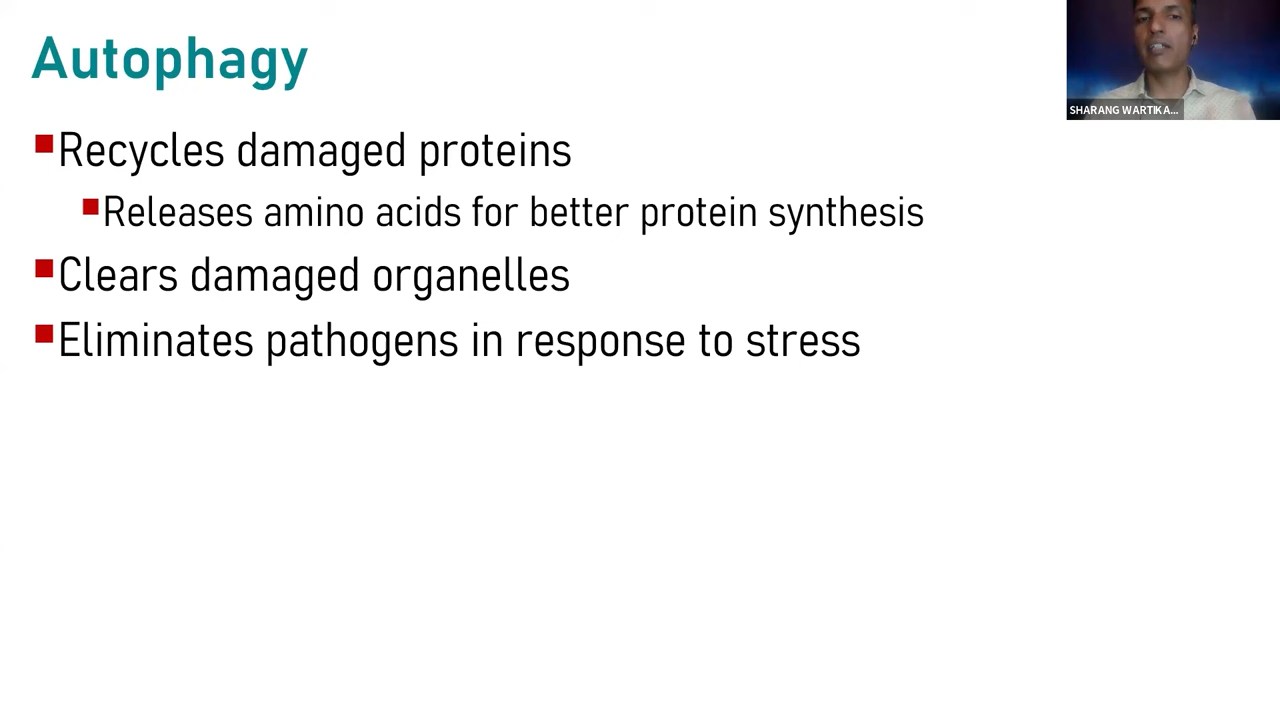 Autophagy
SHARANG WARTIKA...
Recycles damaged proteins
Releases amino acids for better protein synthesis
Clears damaged organelles
Eliminates pathogens in response to stress